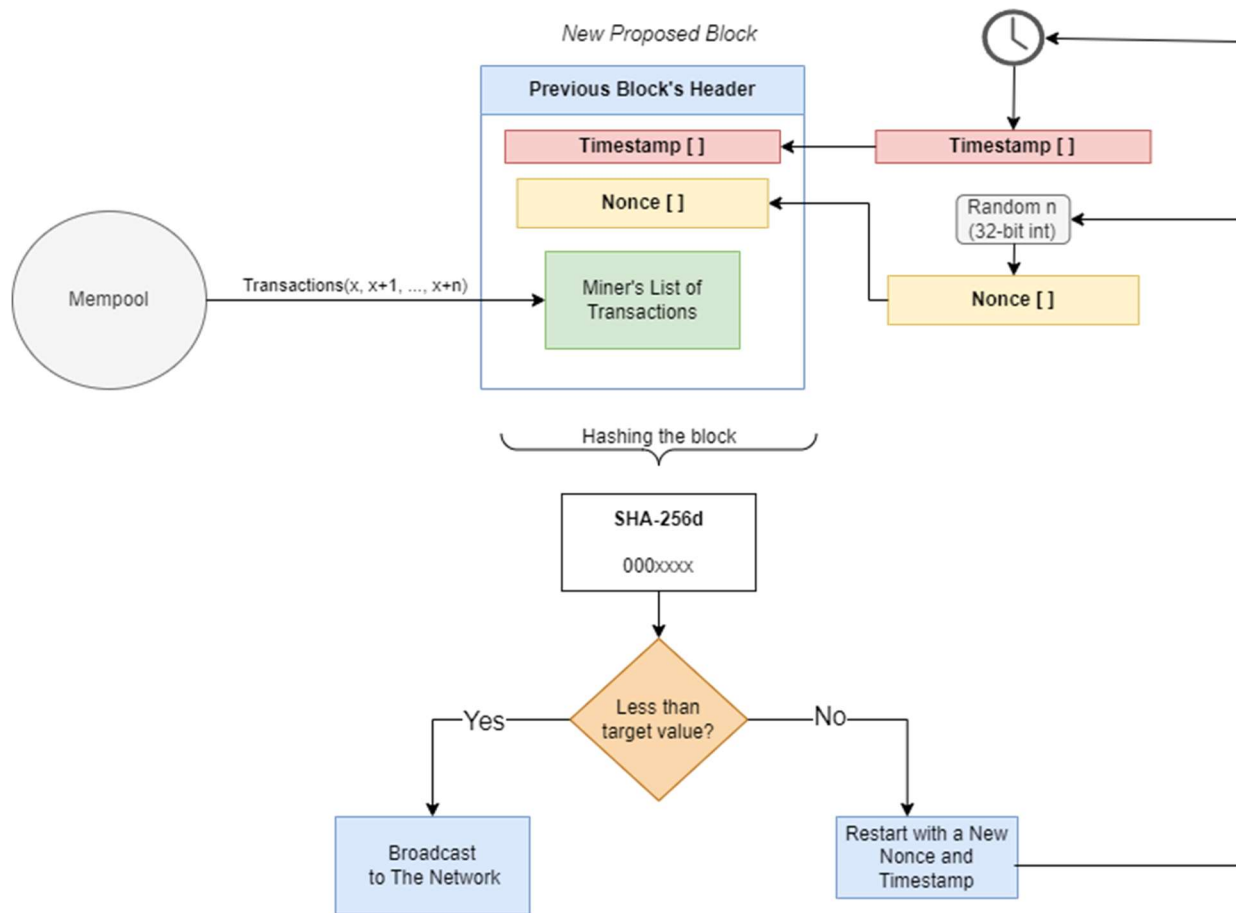 New Proposed Block
Previous Block's Header
Timestamp [ ]
Timestamp [ ]
Nonce [ ]
Random n
(32-bit int)
Nonce [ ]
Mempool
Transactions(x, x+1, ..., x+n)
Miner's List of
Transactions
Hashing the block
SHA-256d
000xxxx
Less than
target value?
Yes
No
Broadcast
to The Network
Restart with a New
Nonce and
Timestamp